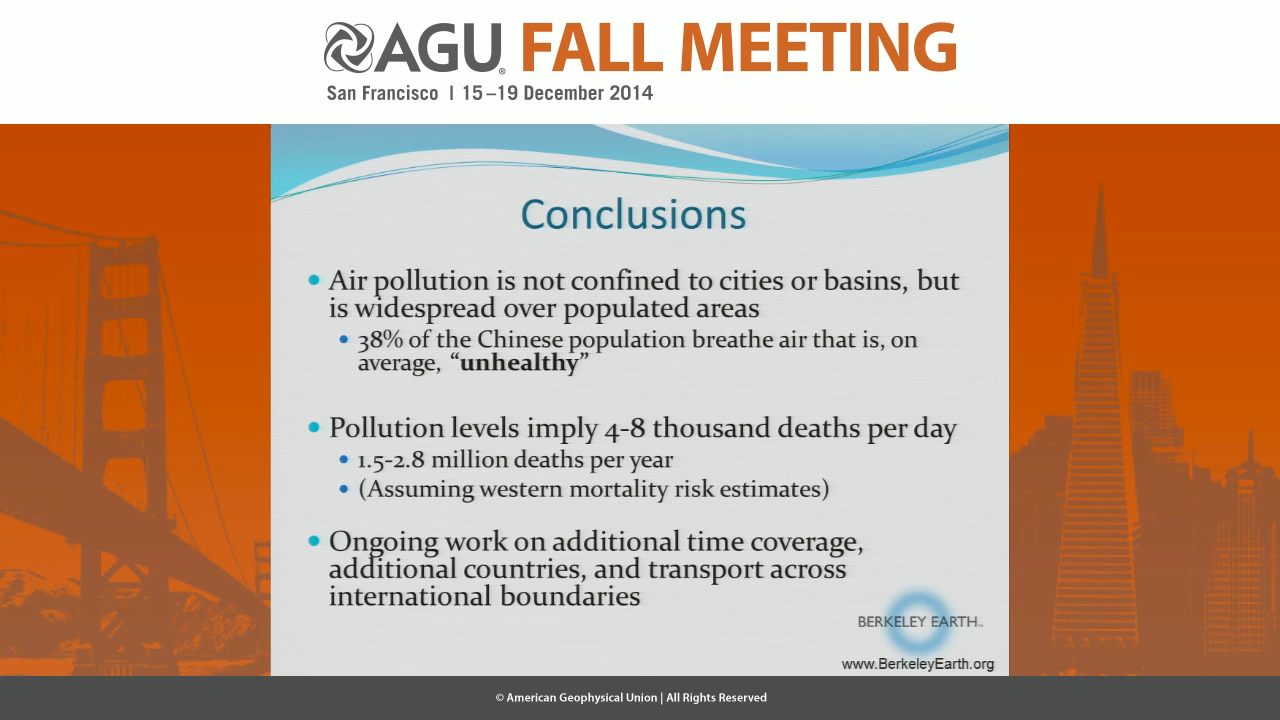 AGU® FALL MEETING
San Francisco | 15–19 December 2014
Conclusions
• Air pollution is not confined to cities or basins, but
is widespread over populated areas
• 38% of the Chinese population breathe air that is, on
average, “unhealthy”
• Pollution levels imply 4-8 thousand deaths per day
• 1.5-2.8 million deaths per year
• (Assuming western mortality risk estimates)
• Ongoing work on additional time coverage,
additional countries, and transport across
international boundaries
BERKELEY EARTH™
www.BerkeleyEarth.org
© American Geophysical Union | All Rights Reserved